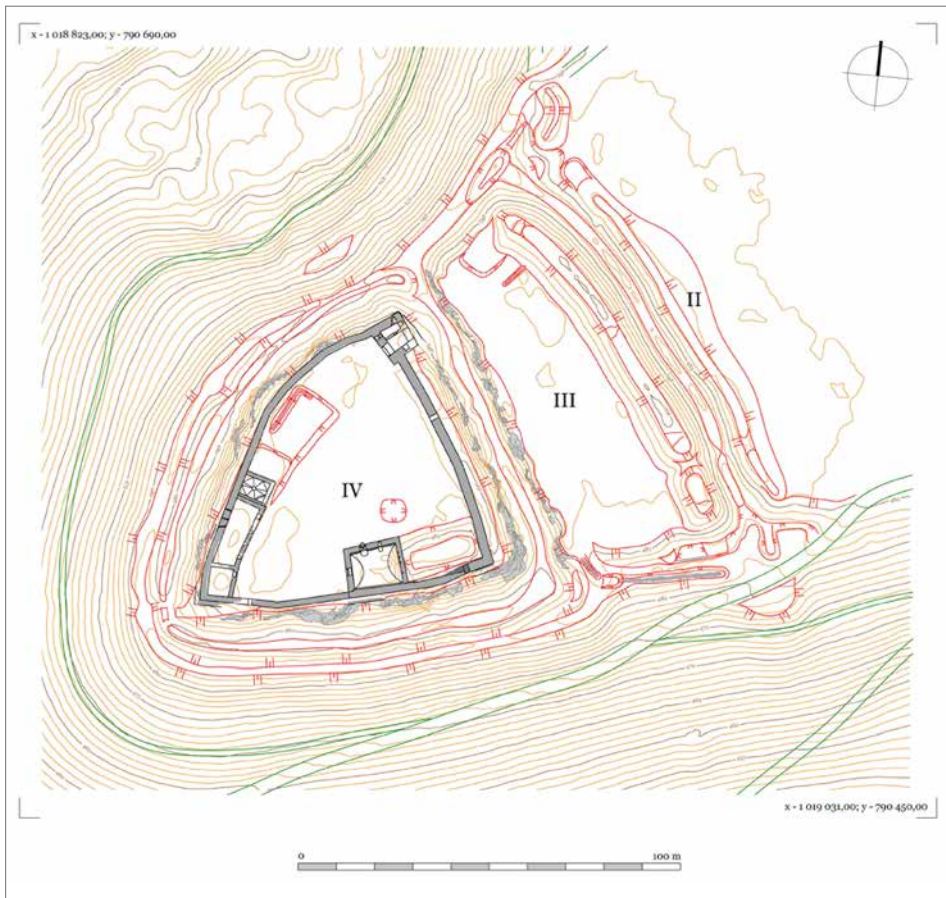 x - 1 018 823,00; y - 790 690,00
II
III
IV
x - 1 019 031,00; y - 790 450,00
0 100 m